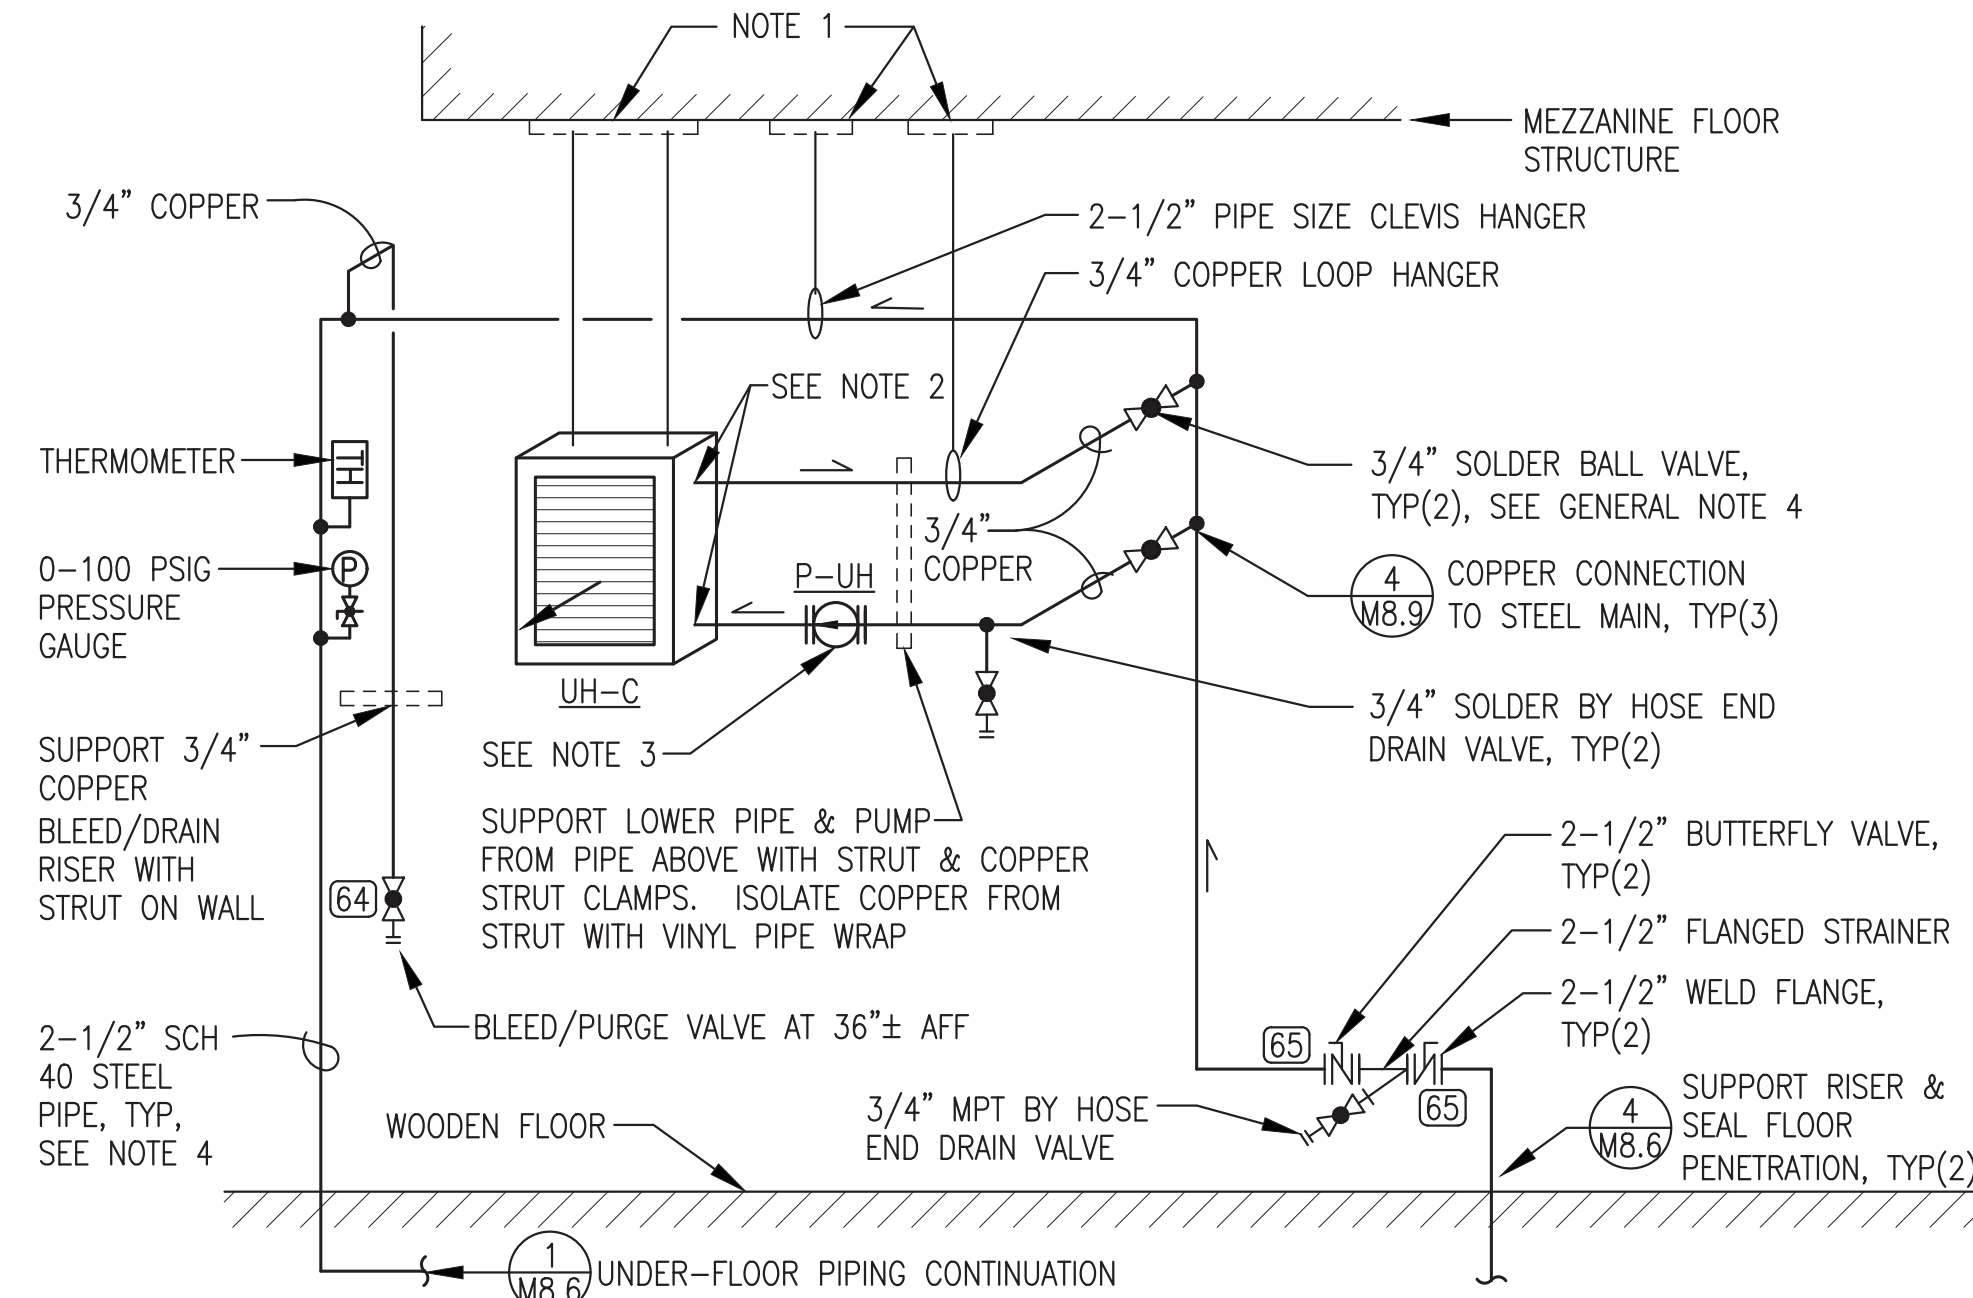 NOTE 1
MEZZANINE FLOOR
STRUCTURE
3/4” COPPER
2-1/2” PIPE SIZE CLEVIS HANGER
3/4” COPPER LOOP HANGER
SEE NOTE 2
THERMOMETER
3/4” SOLDER BALL VALVE,
TYP(2), SEE GENERAL NOTE 4
3/4”
COPPER
0-100 PSIG
PRESSURE
GAUGE
P
P-UH
4
M8.9
COPPER CONNECTION
TO STEEL MAIN, TYP(3)
UH-C
3/4” SOLDER BY HOSE END
DRAIN VALVE, TYP(2)
SUPPORT 3/4”
COPPER
BLEED/DRAIN
RISER WITH
STRUT ON WALL
SEE NOTE 3
SUPPORT LOWER PIPE & PUMP
FROM PIPE ABOVE WITH STRUT & COPPER
STRUT CLAMPS. ISOLATE COPPER FROM
STRUT WITH VINYL PIPE WRAP
64
2-1/2” BUTTERFLY VALVE,
TYP(2)
2-1/2” FLANGED STRAINER
2-1/2” WELD FLANGE,
TYP(2)
BLEED/PURGE VALVE AT 36”± AFF
65
65
2-1/2” SCH
40 STEEL
PIPE, TYP,
SEE NOTE 4
WOODEN FLOOR
3/4” MPT BY HOSE
END DRAIN VALVE
4
M8.6
SUPPORT RISER &
SEAL FLOOR
PENETRATION, TYP(2)
1
M8.6
UNDER-FLOOR PIPING CONTINUATION